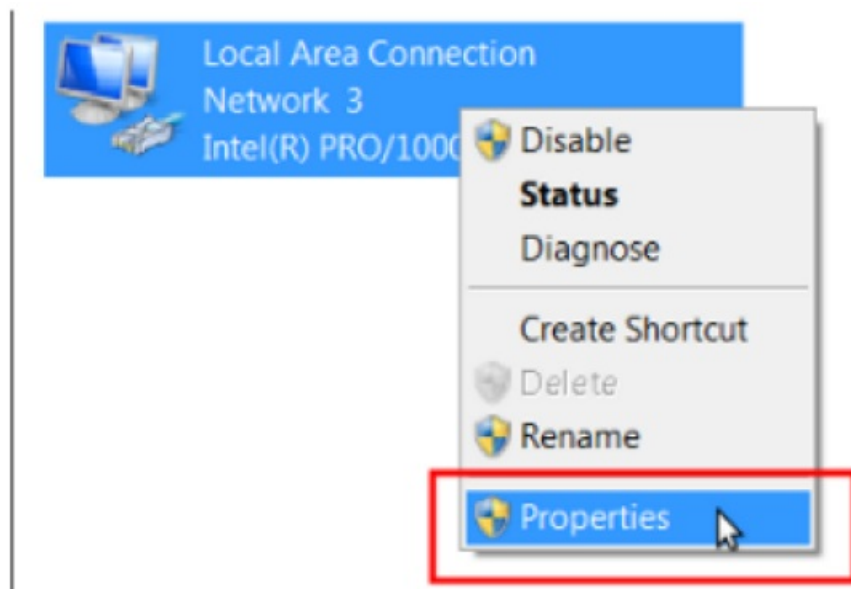 Local Area Connection
Network 3
Intel(R) PRO/1000
Disable
Status
Diagnose
Create Shortcut
Delete
Rename
Properties